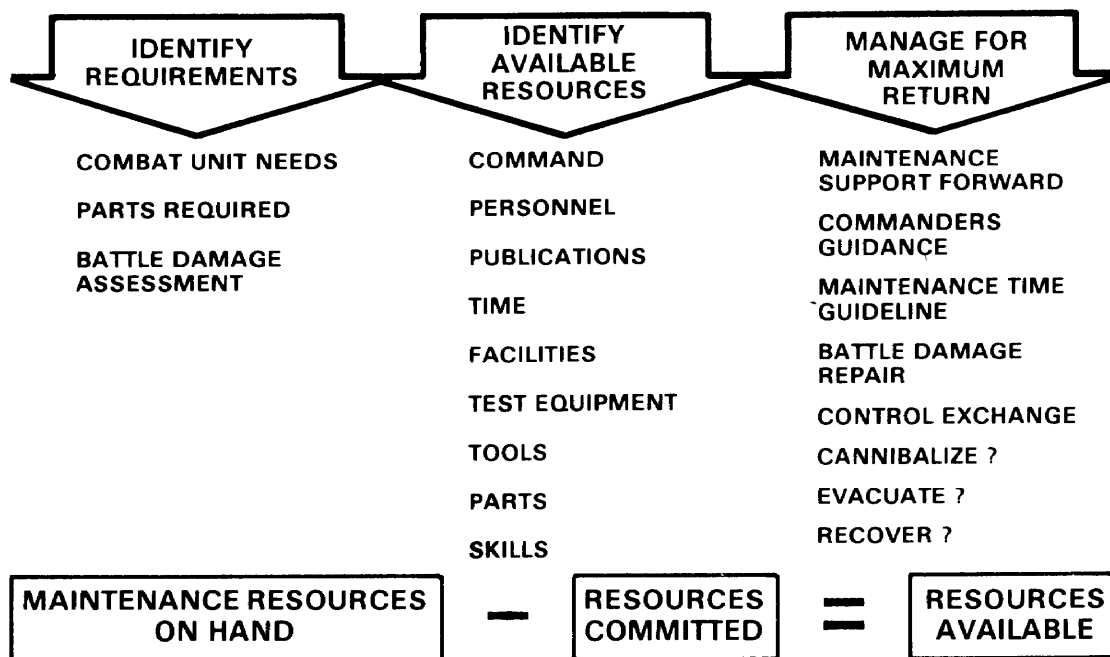 IDENTIFY
REQUIREMENTS
IDENTIFY
AVAILABLE
RESOURCES
MANAGE FOR
MAXIMUM
RETURN
COMBAT UNIT NEEDS
PARTS REQUIRED
BATTLE DAMAGE
ASSESSMENT
COMMAND
PERSONNEL
PUBLICATIONS
TIME
FACILITIES
TEST EQUIPMENT
TOOLS
PARTS
SKILLS
MAINTENANCE
SUPPORT FORWARD
COMMANDERS
GUIDANCE
MAINTENANCE TIME
GUIDELINE
BATTLE DAMAGE
REPAIR
CONTROL EXCHANGE
CANNIBALIZE ?
EVACUATE ?
RECOVER ?
MAINTENANCE RESOURCES
ON HAND
–
RESOURCES
COMMITTED
=
RESOURCES
AVAILABLE